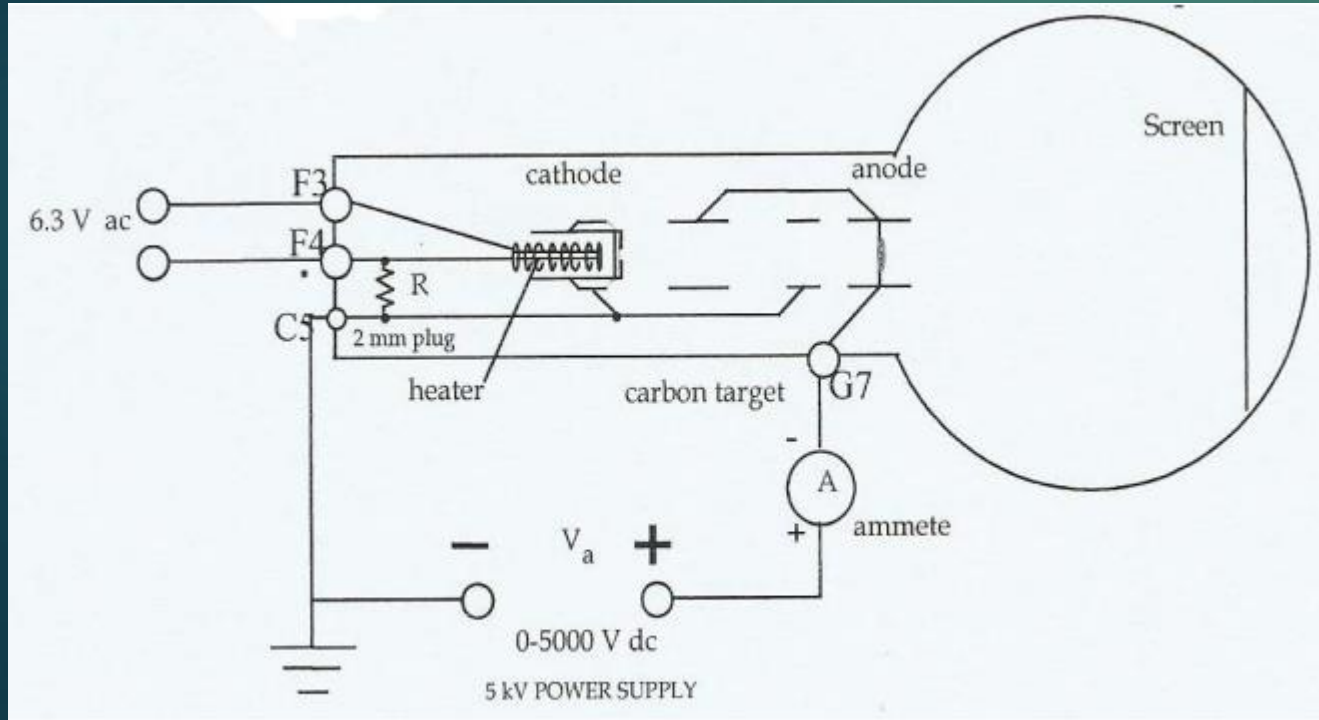 Screen
cathode
anode
F3
6.3 V ac
F4
R
C5
2 mm plug
heater
carbon target
G7
-
A
+
ammete
− Va +
0-5000 V dc
5 kV POWER SUPPLY